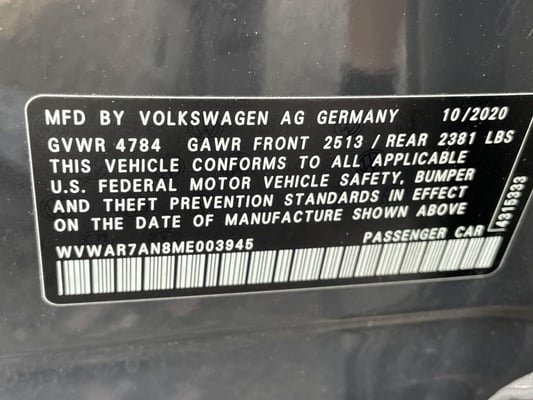 MFD BY VOLKSWAGEN AG GERMANY 10/2020
GVWR 4784 GAWR FRONT 2513 / REAR 2381 LBS
THIS VEHICLE CONFORMS TO ALL APPLICABLE
U.S. FEDERAL MOTOR VEHICLE SAFETY, BUMPER
AND THEFT PREVENTION STANDARDS IN EFFECT
ON THE DATE OF MANUFACTURE SHOWN ABOVE
WVWAR7AN8ME003945 PASSENGER CAR
4315333